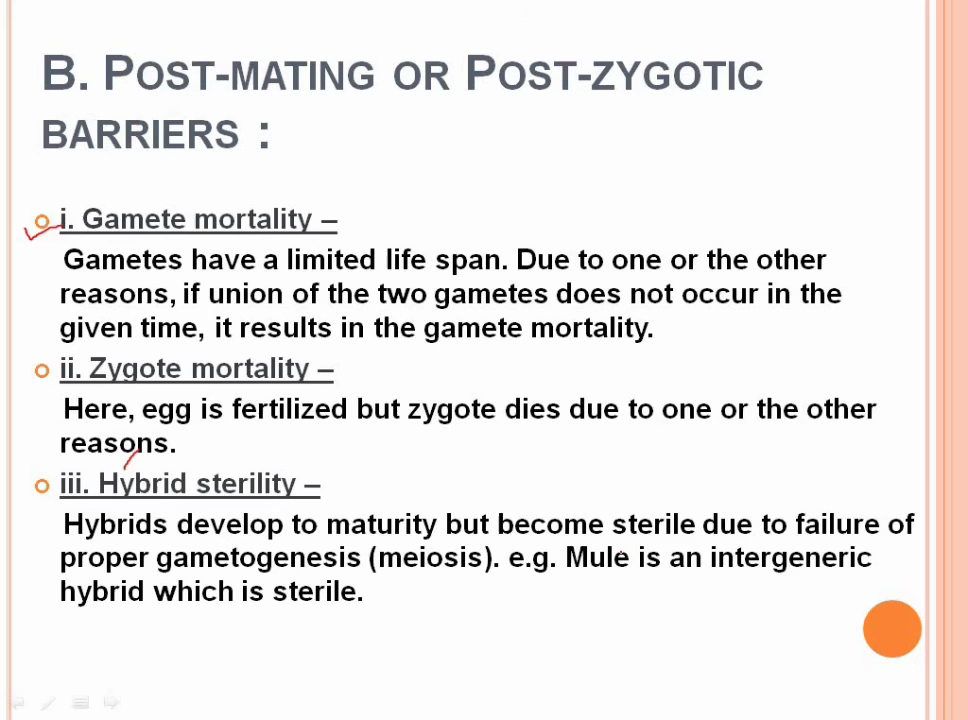 B. POST-MATING OR POST-ZYGOTIC
BARRIERS :
i. Gamete mortality –
Gametes have a limited life span. Due to one or the other
reasons, if union of the two gametes does not occur in the
given time, it results in the gamete mortality.
ii. Zygote mortality –
Here, egg is fertilized but zygote dies due to one or the other
reasons.
iii. Hybrid sterility –
Hybrids develop to maturity but become sterile due to failure of
proper gametogenesis (meiosis). e.g. Mule is an intergeneric
hybrid which is sterile.